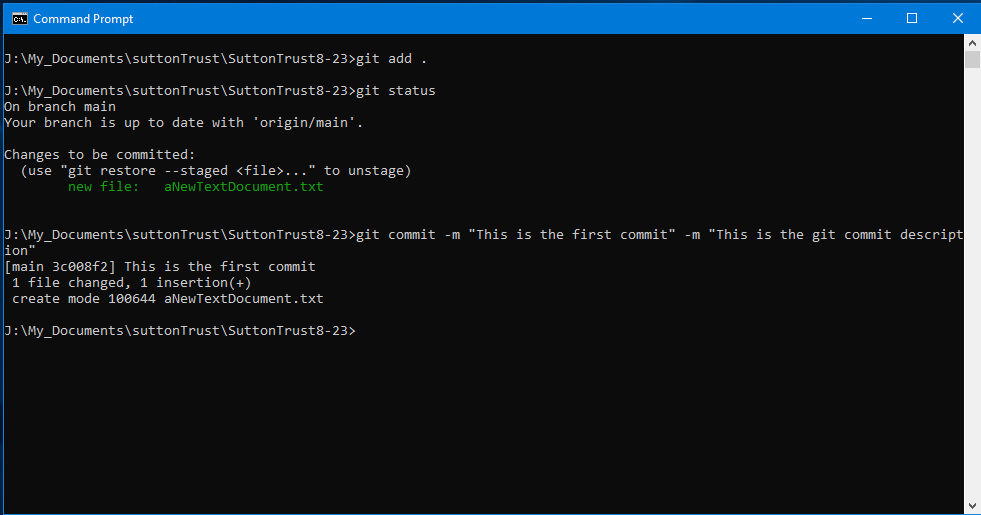 Command Prompt
J:\My_Documents\suttonTrust\SuttonTrust8-23>git add .
J:\My_Documents\suttonTrust\SuttonTrust8-23>git status
On branch main
Your branch is up to date with 'origin/main'.
Changes to be committed:
  (use "git restore --staged <file>..." to unstage)
        new file:   aNewTextDocument.txt
J:\My_Documents\suttonTrust\SuttonTrust8-23>git commit -m "This is the first commit" -m "This is the git commit descript
ion"
[main 3c008f2] This is the first commit
 1 file changed, 1 insertion(+)
 create mode 100644 aNewTextDocument.txt
J:\My_Documents\suttonTrust\SuttonTrust8-23>